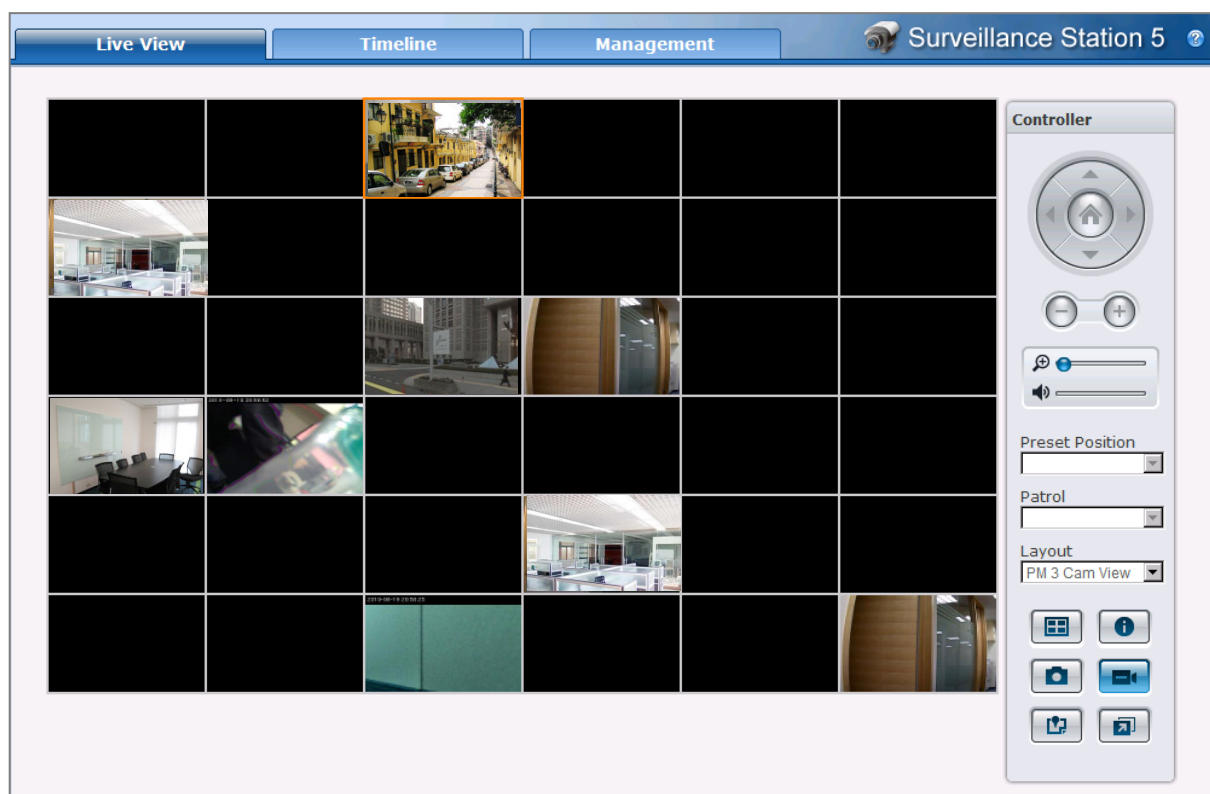 Live View
Timeline
Management
Surveillance Station 5
Controller
Preset Position
Patrol
Layout
PM 3 Cam View